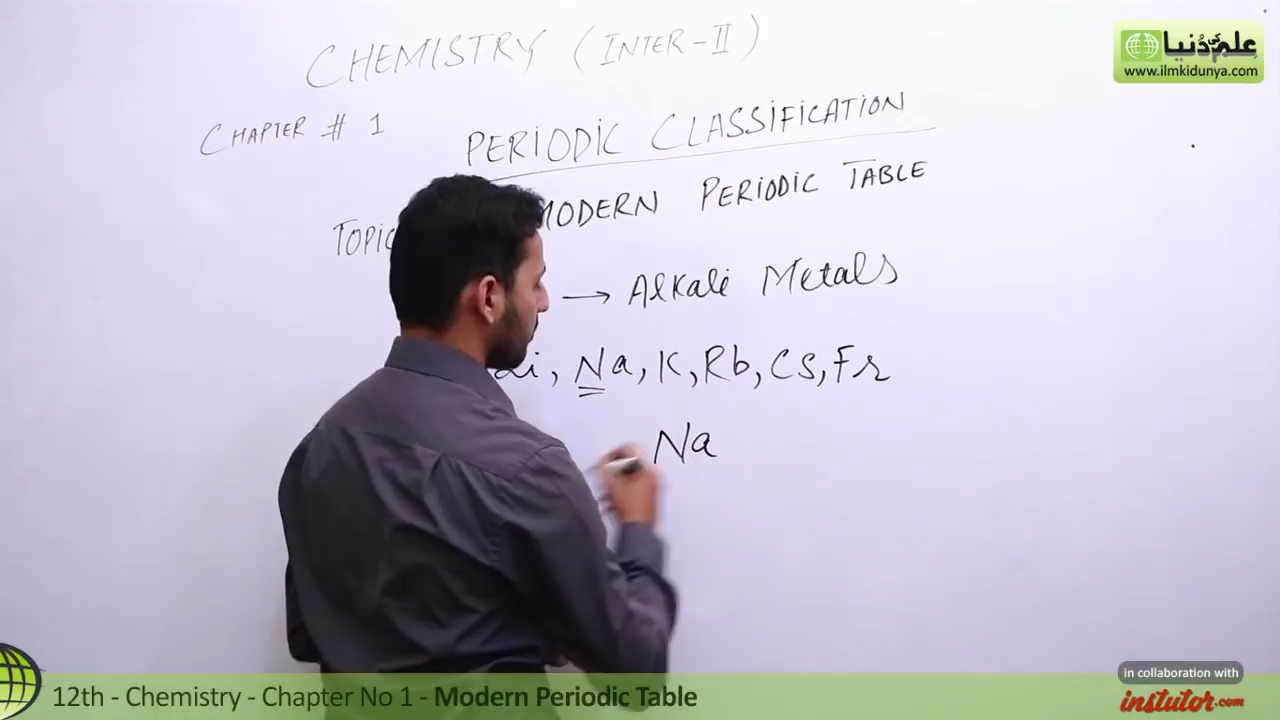 CHEMISTRY (INTER-II)
CHAPTER # 1
PERIODIC CLASSIFICATION
TOPIC MODERN PERIODIC TABLE
→ Alkali Metals
Li, Na, K, Rb, Cs, Fr
Na
علم کی دنیا
www.ilmkidunya.com
in collaboration with
instutor.com
12th - Chemistry - Chapter No 1 - Modern Periodic Table